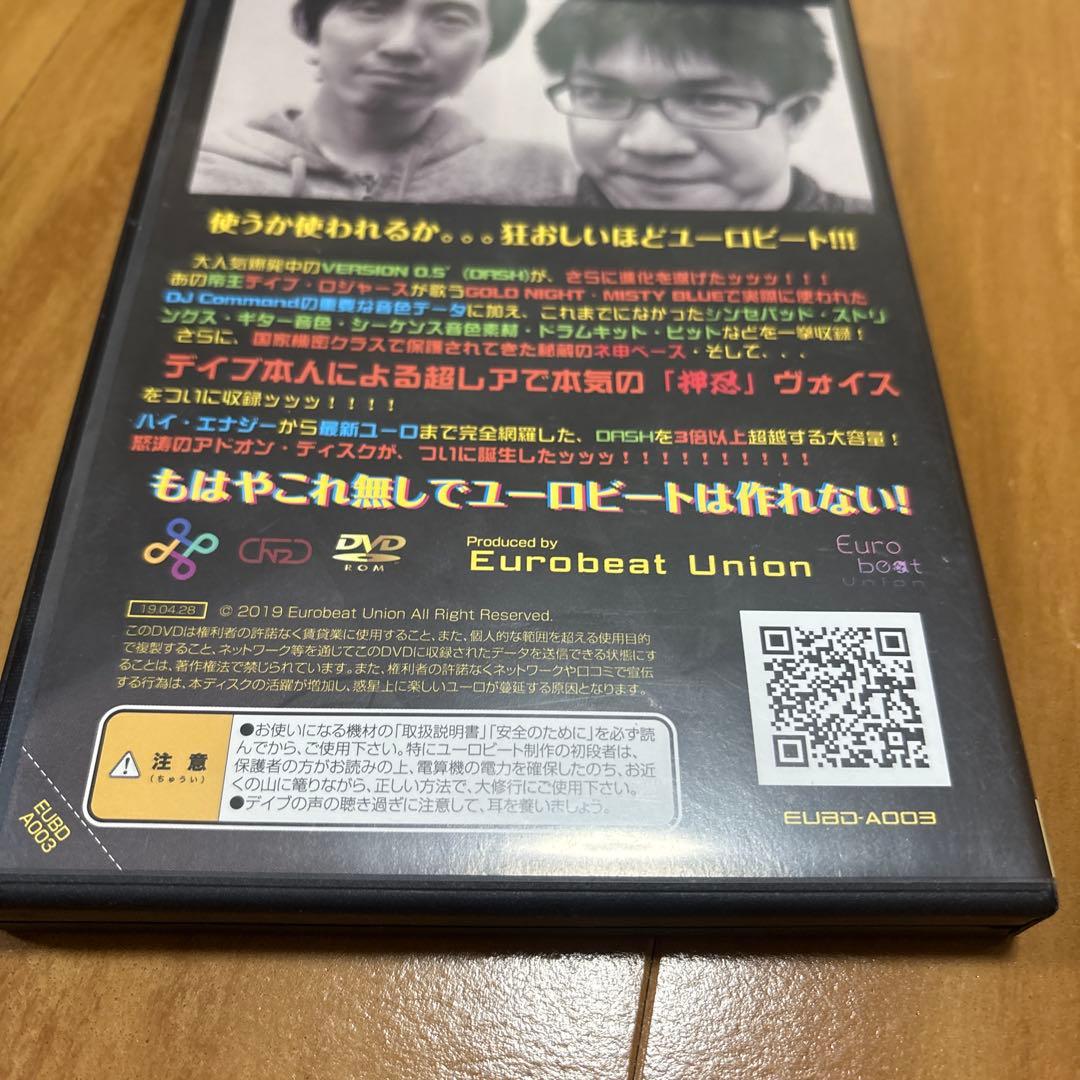 使うか使われるか。。。狂おしいほどユーロビート!!!
大人気爆発中のVERSION 0.5'(DASH)が、さらに進化を遂げたッッッ!!!
あの帝王デイブ・ロジャースが歌うGOLD NIGHT・MISTY BLUEで実際に使われた
DJ Commandの重要な音色データに加え、これまでになかったシンセパッド・ストリ
ングス・ギター音色・シーケンス音色素材・ドラムキット・ヒットなどを一挙収録!
さらに、国家機密クラスで保護されてきた秘蔵のネ申ベース・そして、、、
デイブ本人による超レアで本気の「押忍」ヴォイス
をついに収録ッッッ!!!!
ハイ・エナジーから最新ユーロまで完全網羅した、DASHを3倍以上超越する大容量!
怒涛のアドオン・ディスクが、ついに誕生したッッッ!!!!!!!!!!
もはやこれ無しでユーロビートは作れない!
DVD
ROM
Produced by
Eurobeat Union
Euro
beat
Union
19.04.28 © 2019 Eurobeat Union All Right Reserved.
このDVDは権利者の許諾なく賃貸業に使用すること、また、個人的な範囲を超える使用目的
で複製すること、ネットワーク等を通じてこのDVDに収録されたデータを送信できる状態にす
ることは、著作権法で禁じられています。また、権利者の許諾なくネットワークや口コミで宣伝
する行為は、本ディスクの活躍が増加し、惑星上に楽しいユーロが蔓延する原因となります。
注意
(ちゅうい)
●お使いになる機材の「取扱説明書」「安全のために」を必ず読
んでから、ご使用下さい。特にユーロビート制作の初段者は、
保護者の方がお読みの上、電算機の電力を確保したのち、お近
くの山に篭りながら、正しい方法で、大修行にご使用下さい。
●デイブの声の聴き過ぎに注意して、耳を養いましょう。
EUBD
A003
EUBD-A003